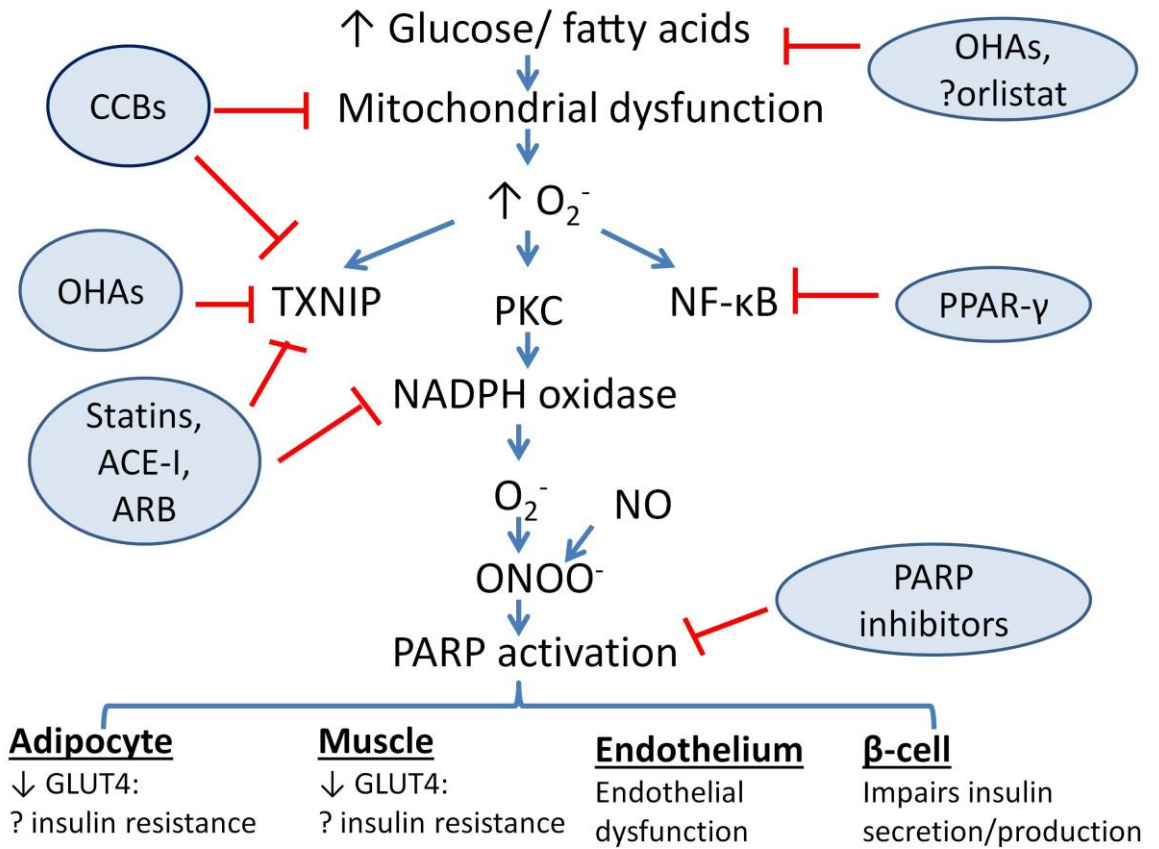 ↑ Glucose/ fatty acids
OHAs,
?orlistat
CCBs
Mitochondrial dysfunction
↑ O₂⁻
OHAs
TXNIP
PKC
NF-κB
PPAR-γ
Statins,
ACE-I,
ARB
NADPH oxidase
O₂⁻
NO
ONOO⁻
PARP
inhibitors
PARP activation
Adipocyte
↓ GLUT4:
? insulin resistance
Muscle
↓ GLUT4:
? insulin resistance
Endothelium
Endothelial
dysfunction
β-cell
Impairs insulin
secretion/production